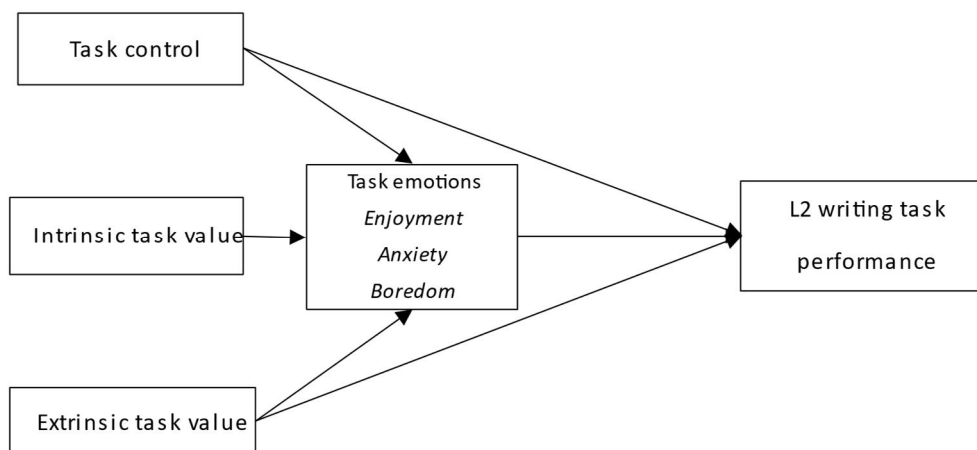 Task control
Task emotions
Enjoyment
Anxiety
Boredom
Intrinsic task value
L2 writing task
performance
Extrinsic task value